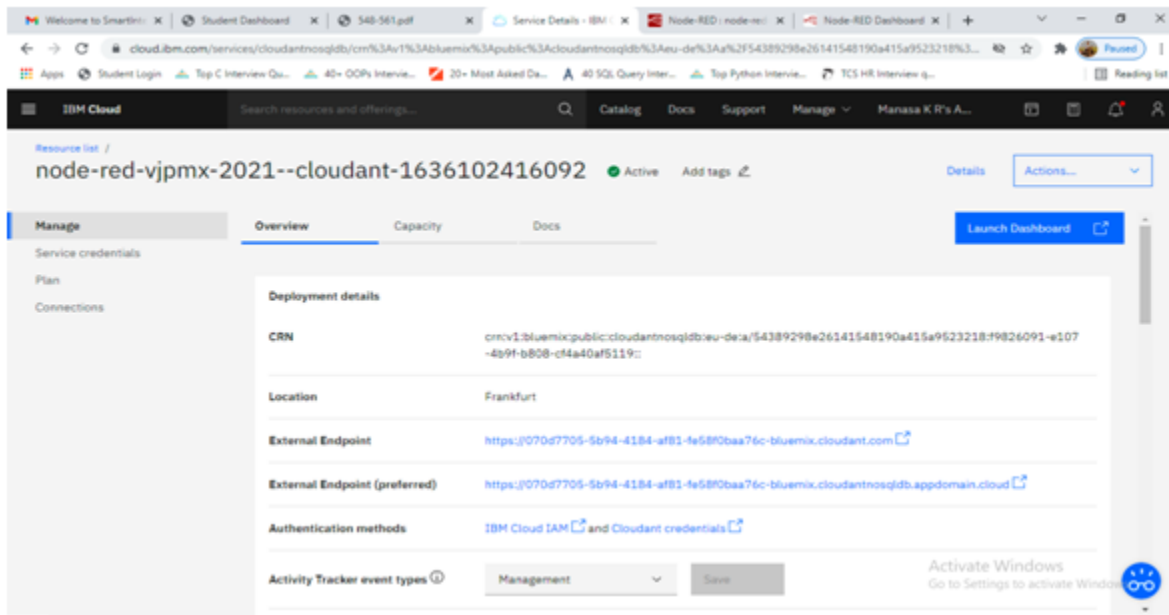 Welcome to SmartInte
Student Dashboard
548-561.pdf
Service Details - IBM C
Node-RED : node-red
Node-RED Dashboard
cloud.ibm.com/services/cloudantnosqldb/crn%3Av1%3Abluemix%3Apublic%3Acloudantnosqldb%3Aeu-de%3Aa%2F54389298e26141548190a415a9523218%3...
Paused
Apps
Student Login
Top C Interview Qu...
40+ OOPs Intervie...
20+ Most Asked Da...
40 SQL Query Inter...
Top Python Intervie...
TCS HR Interview q...
Reading list
IBM Cloud
Search resources and offerings...
Catalog
Docs
Support
Manage
Manasa K R's A...
Resource list /
node-red-vjpmx-2021--cloudant-1636102416092
Active
Add tags
Details
Actions...
Manage
Service credentials
Plan
Connections
Overview
Capacity
Docs
Launch Dashboard
Deployment details
CRN
crn:v1:bluemix:public:cloudantnosqldb:eu-de:a/54389298e26141548190a415a9523218:f9826091-e107
-4b9f-b808-cf4a40af5119::
Location
Frankfurt
External Endpoint
https://070d7705-5b94-4184-af81-fe58f0baa76c-bluemix.cloudant.com
External Endpoint (preferred)
https://070d7705-5b94-4184-af81-fe58f0baa76c-bluemix.cloudantnosqldb.appdomain.cloud
Authentication methods
IBM Cloud IAM and Cloudant credentials
Activity Tracker event types
Management
Save
Activate Windows
Go to Settings to activate Window